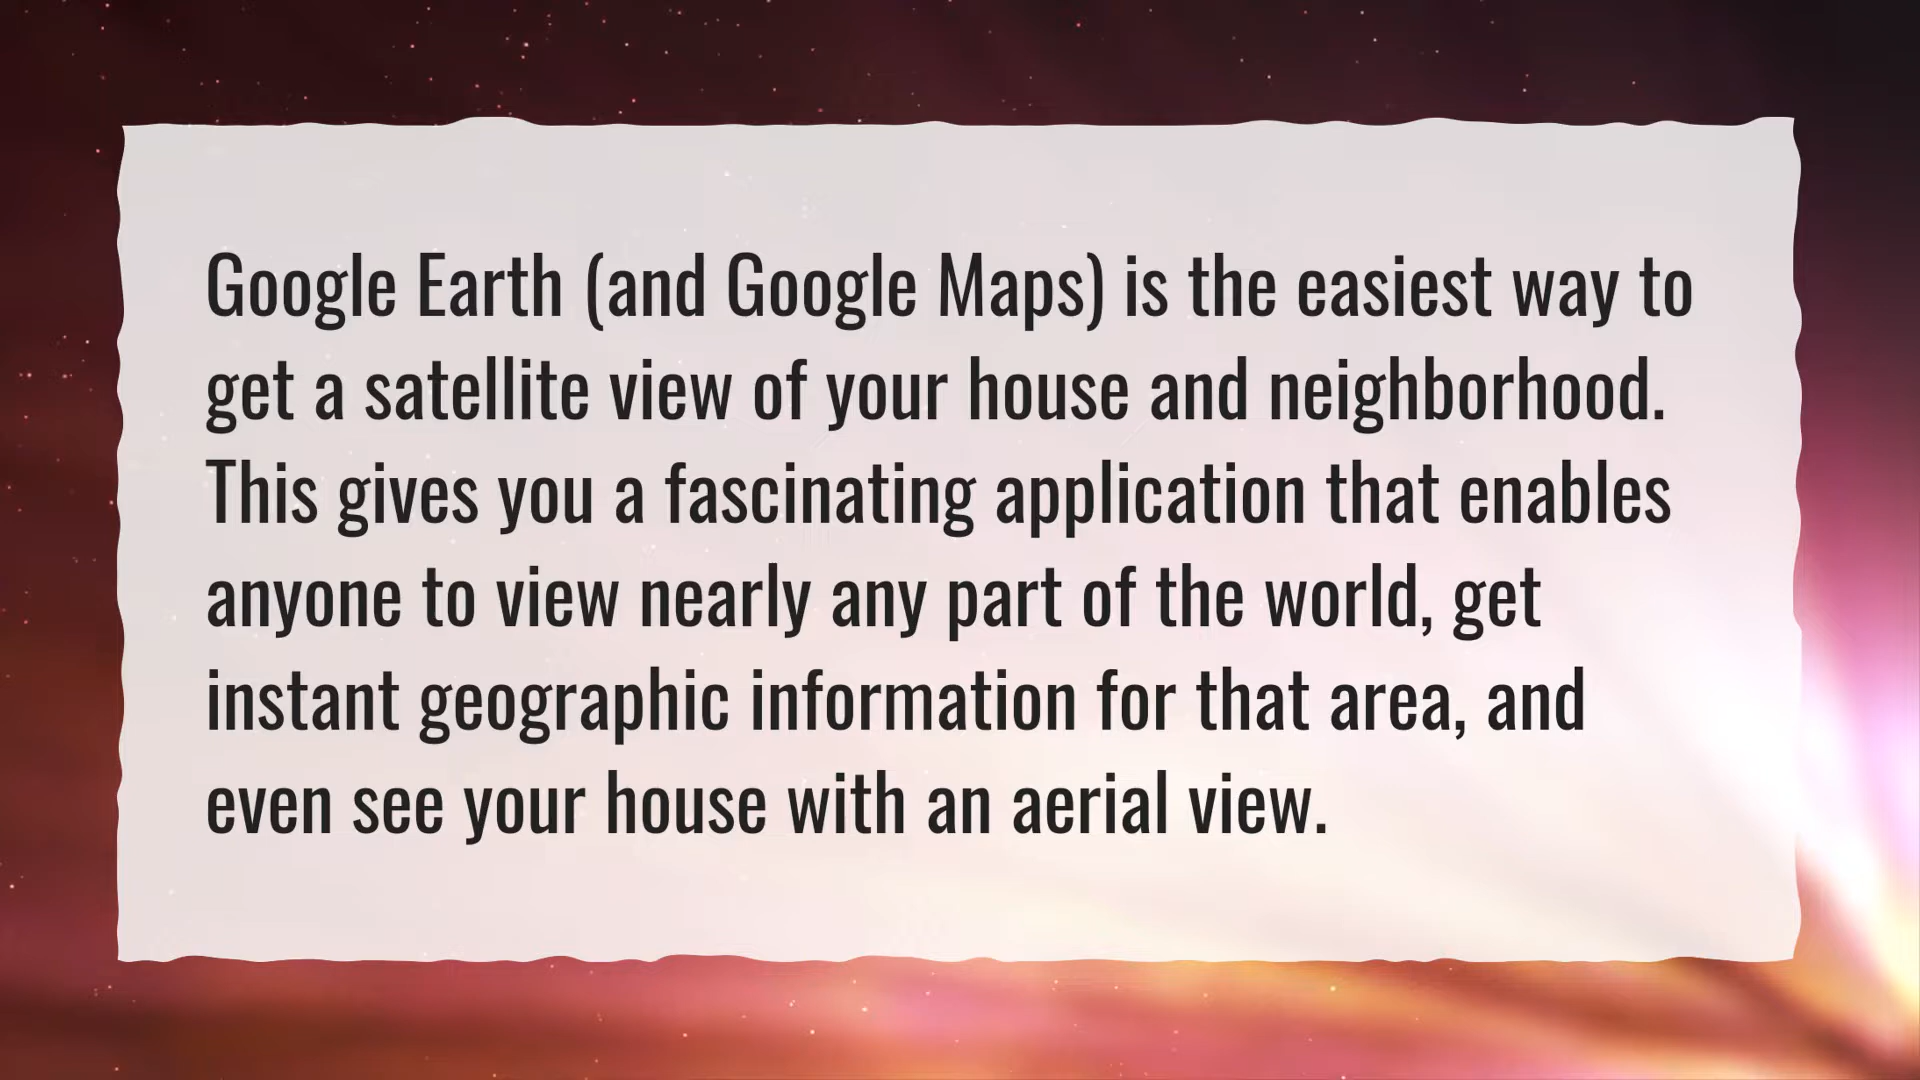 Google Earth (and Google Maps) is the easiest way to
get a satellite view of your house and neighborhood.
This gives you a fascinating application that enables
anyone to view nearly any part of the world, get
instant geographic information for that area, and
even see your house with an aerial view.